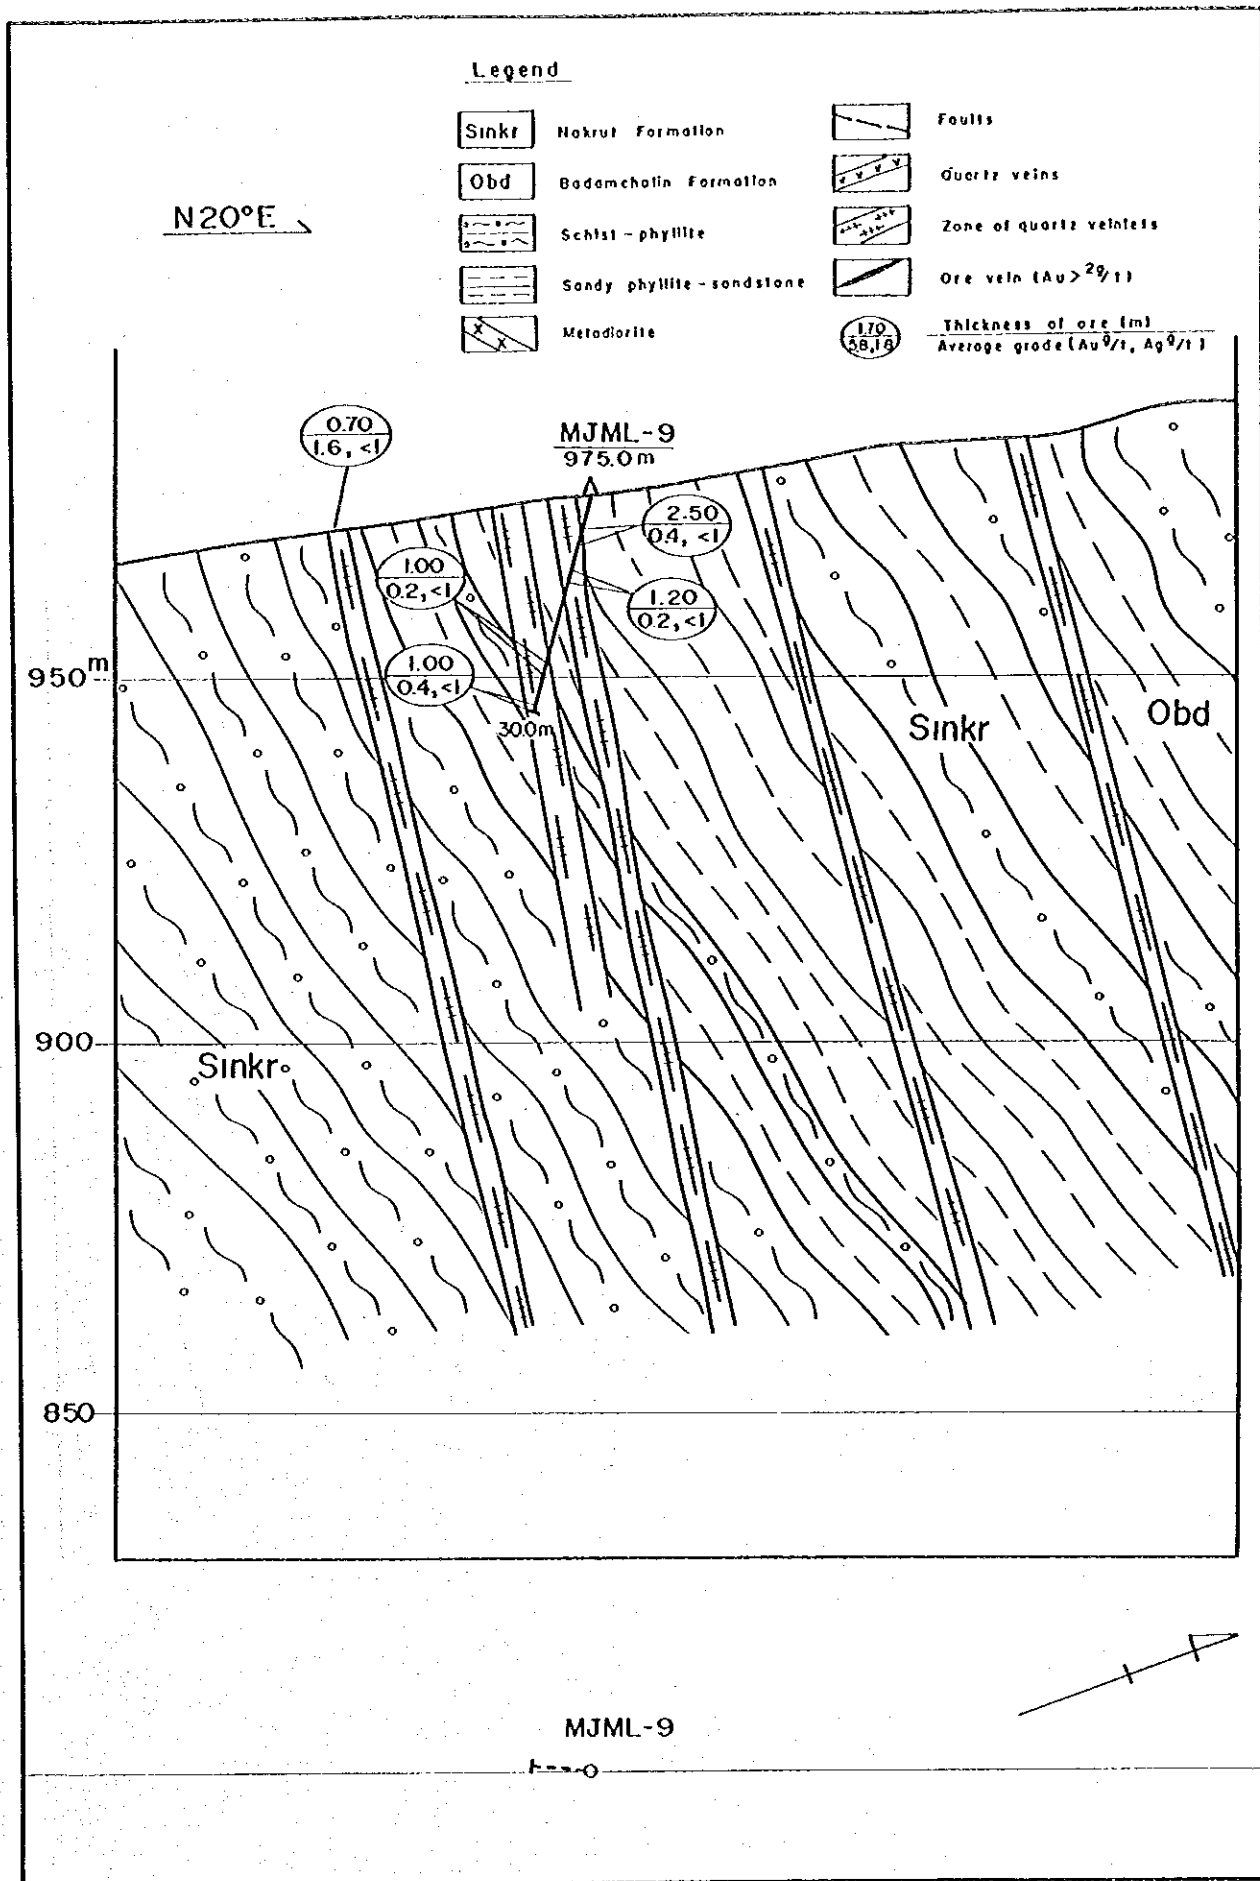 Legend
Sinkr Nakrut Formation
Obd Badamchalin Formation
Schist - phyllite
Sandy phyllite - sandstone
Metadiorite
Faults
Quartz veins
Zone of quartz veinlets
Ore vein (Au > 2g/t)
1.70
Thickness of ore (m)
Average grade (Au g/t, Ag g/t)
N20°E
0.70
1.6, <1
MJML-9
975.0m
2.50
0.4, <1
1.00
0.2, <1
1.20
0.2, <1
1.00
0.4, <1
30.0m
950 m
Sinkr
Obd
900
Sinkr
850
MJML-9